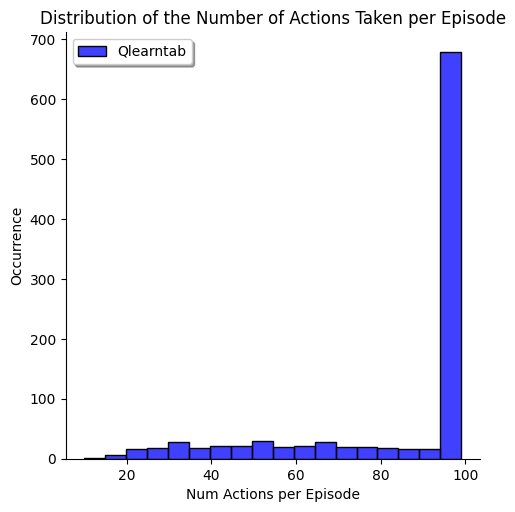 Distribution of the Number of Actions Taken per Episode
Qlearntab
700
600
500
400
300
200
100
0
Occurrence
20 40 60 80 100
Num Actions per Episode